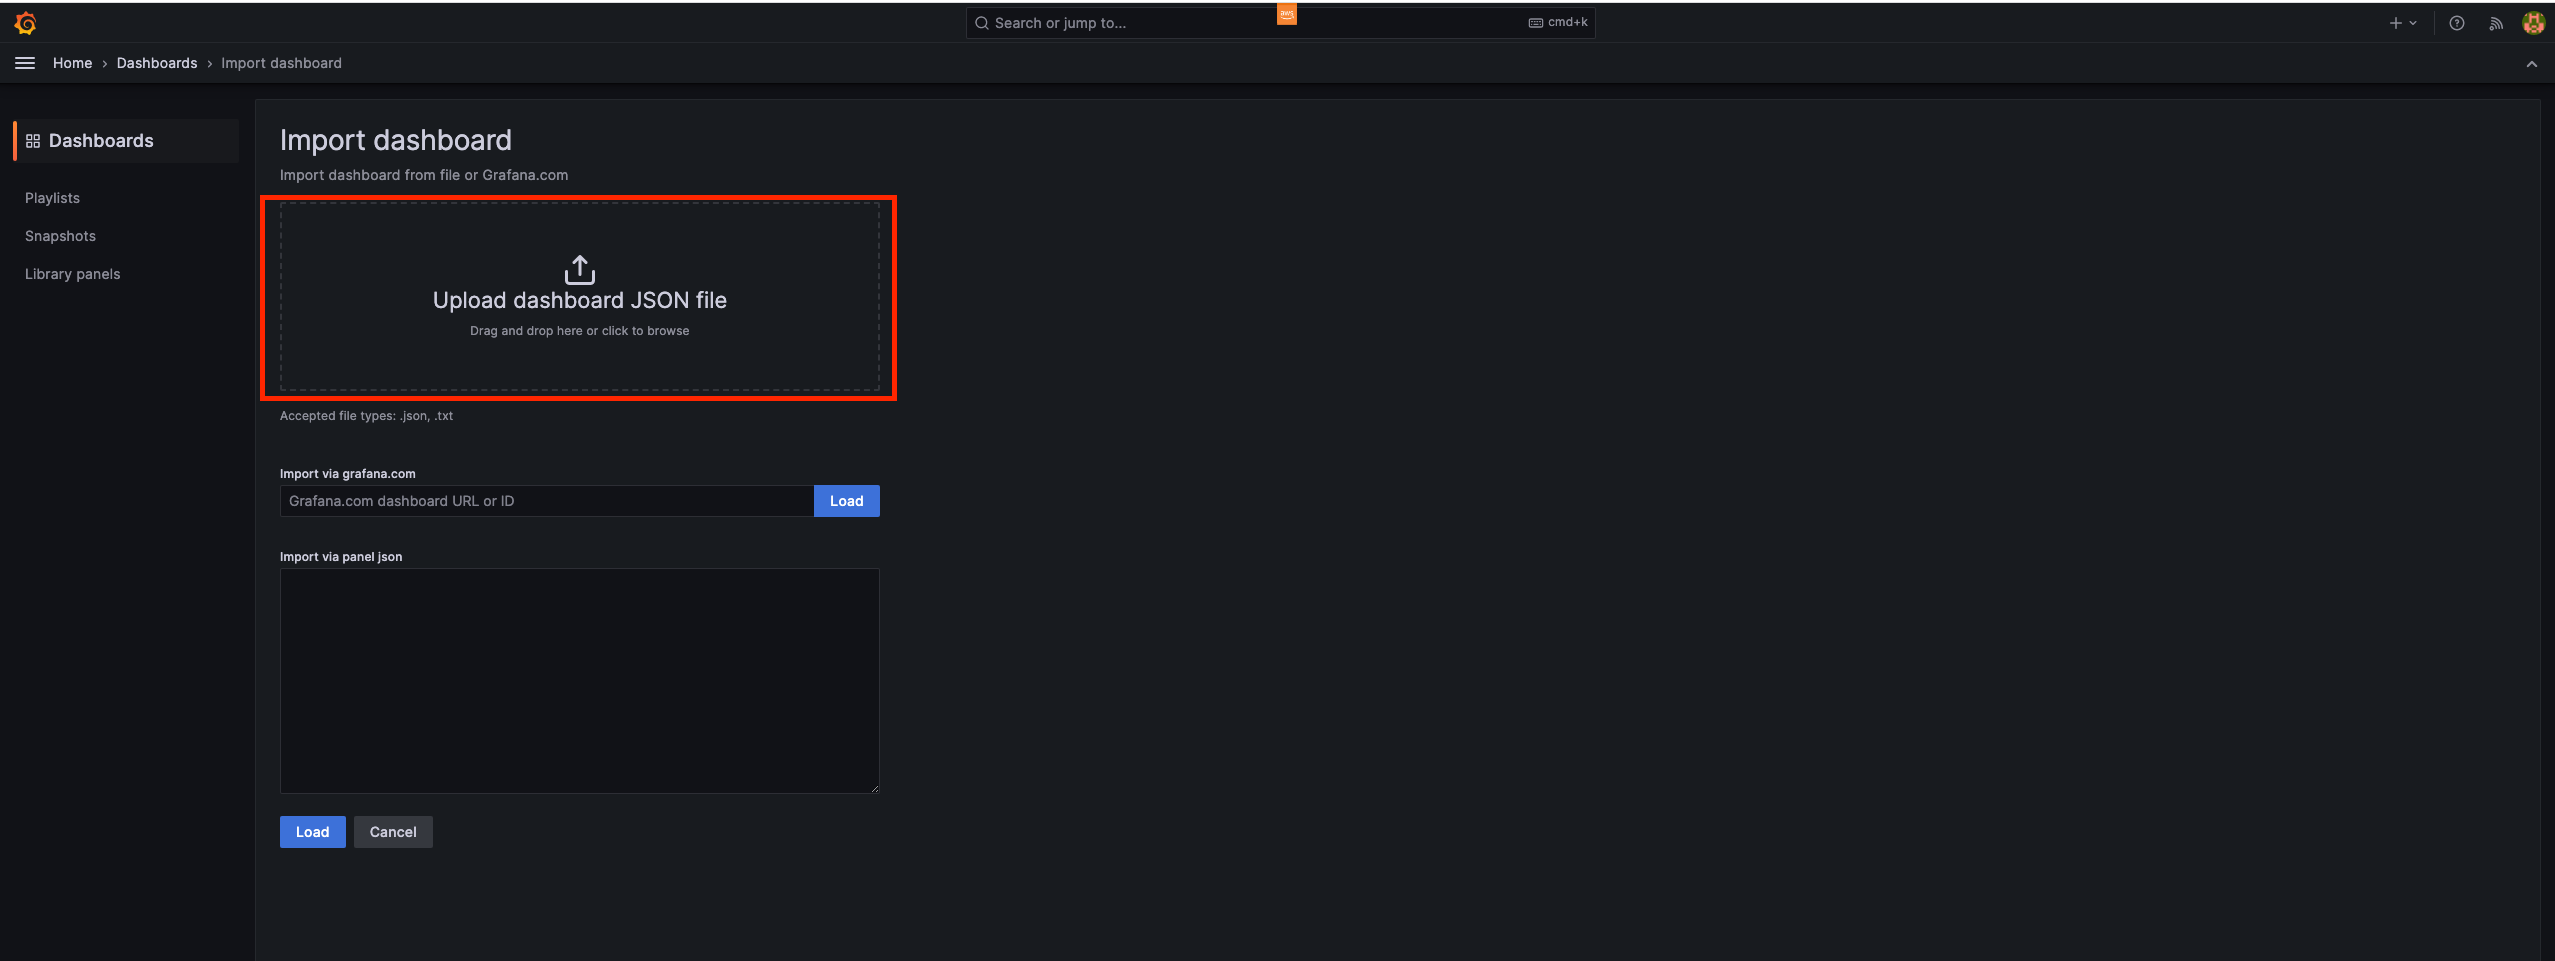 Search or jump to...
aws
cmd+k
Home › Dashboards › Import dashboard
Dashboards
Playlists
Snapshots
Library panels
Import dashboard
Import dashboard from file or Grafana.com
Upload dashboard JSON file
Drag and drop here or click to browse
Accepted file types: .json, .txt
Import via grafana.com
Grafana.com dashboard URL or ID
Load
Import via panel json
Load
Cancel